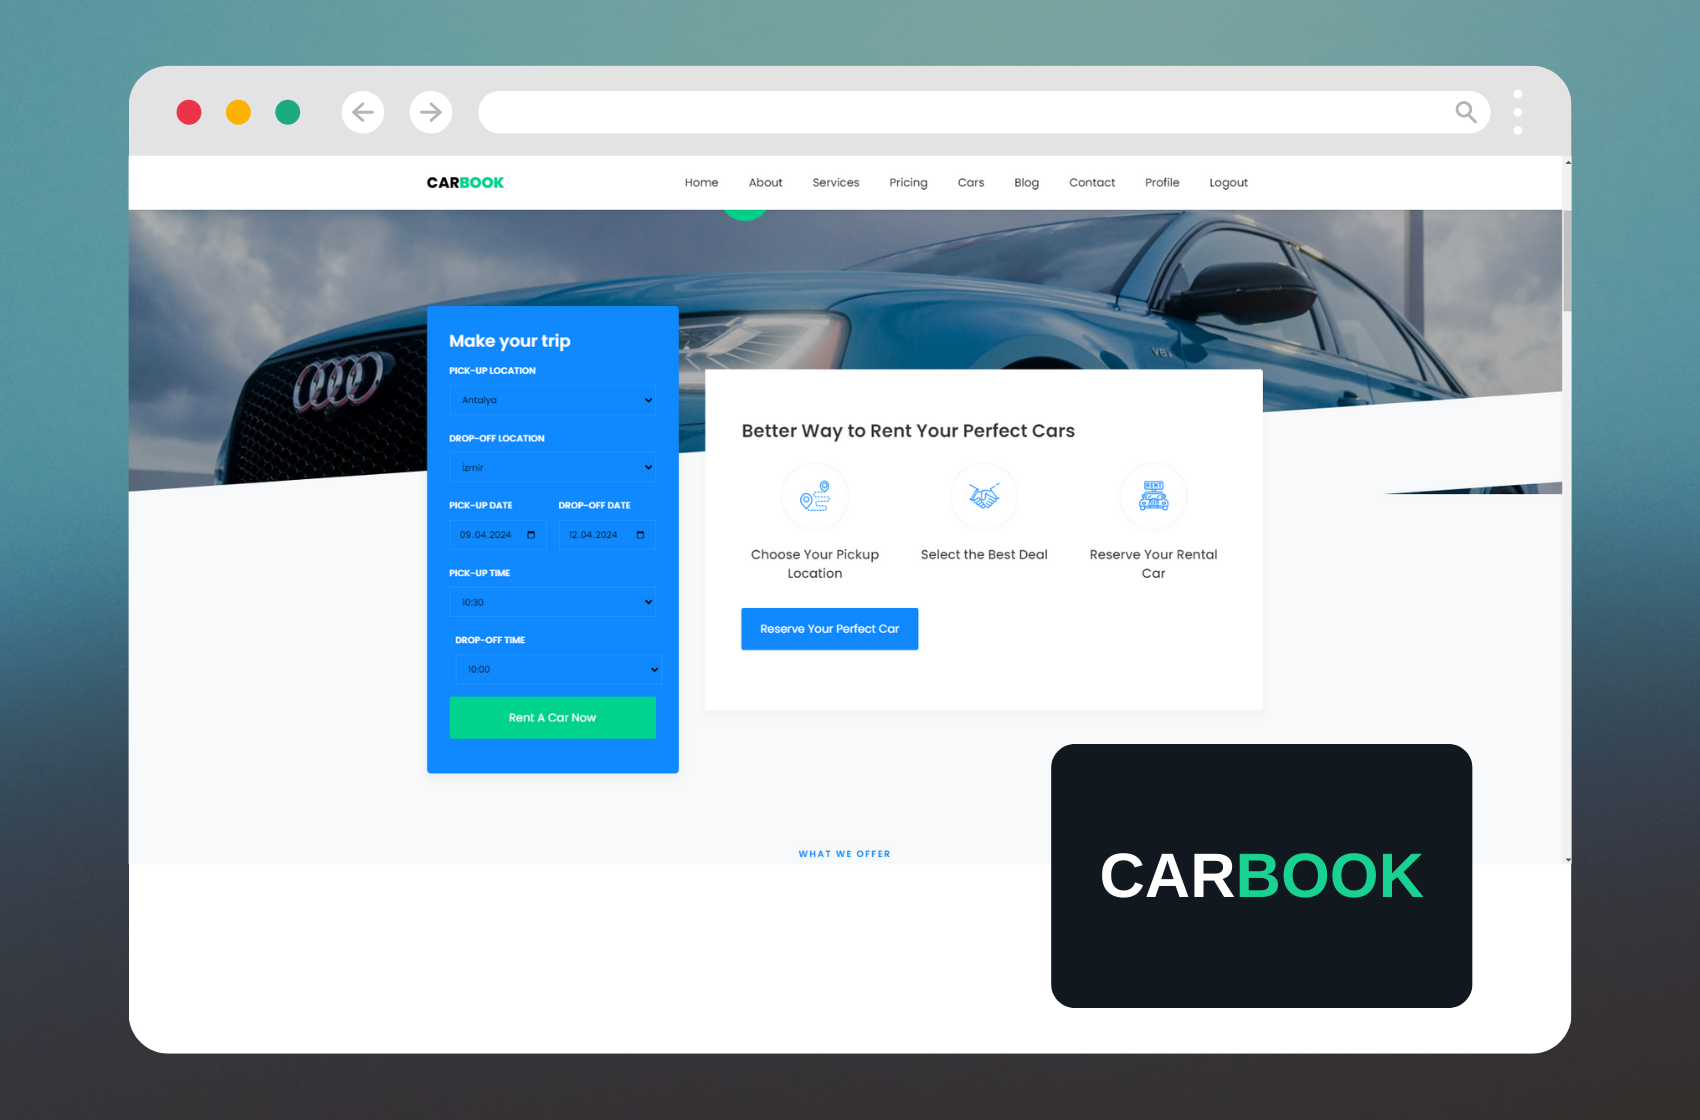 CARBOOK
Home About Services Pricing Cars Blog Contact Profile Logout
V8T
Make your trip
PICK-UP LOCATION
Antalya
DROP-OFF LOCATION
İzmir
PICK-UP DATE DROP-OFF DATE
09.04.2024 12.04.2024
PICK-UP TIME
10:30
DROP-OFF TIME
10:00
Rent A Car Now
Better Way to Rent Your Perfect Cars
Choose Your Pickup
Location
Select the Best Deal
RENT
Reserve Your Rental
Car
Reserve Your Perfect Car
WHAT WE OFFER
CARBOOK